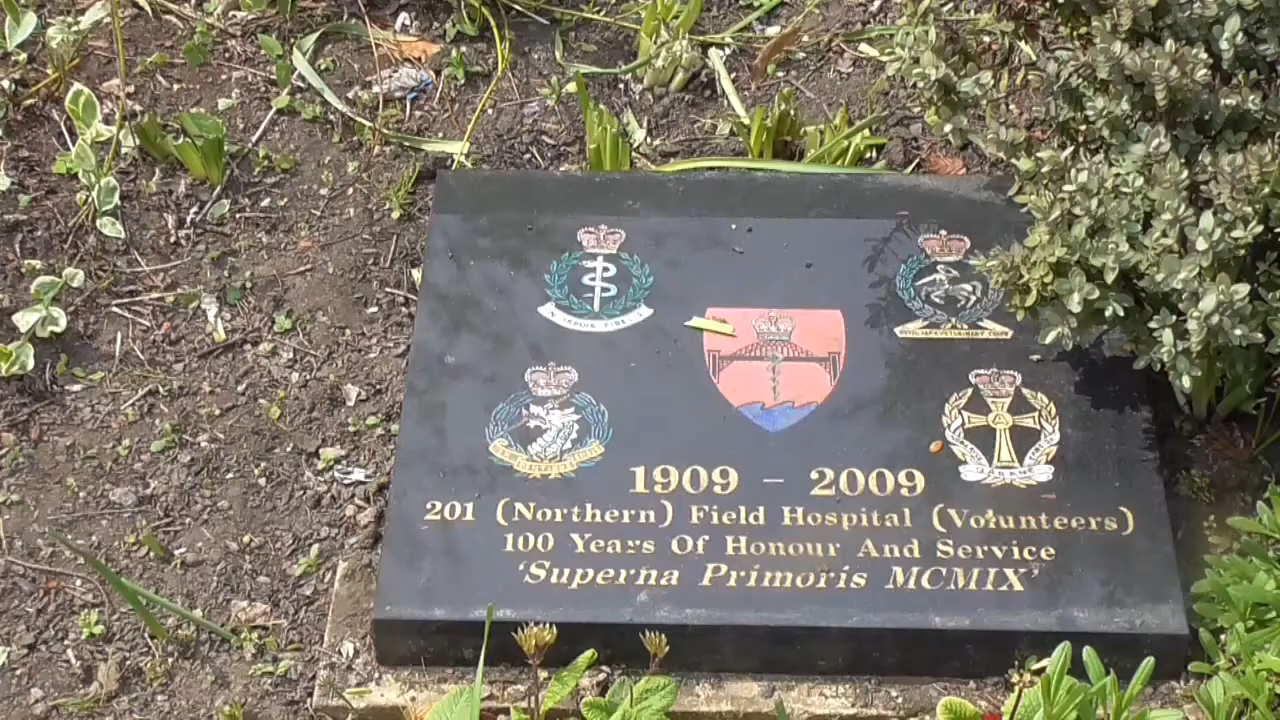 1909 - 2009
201 (Northern) Field Hospital (Volunteers)
100 Years Of Honour And Service
'Superna Primoris MCMIX'